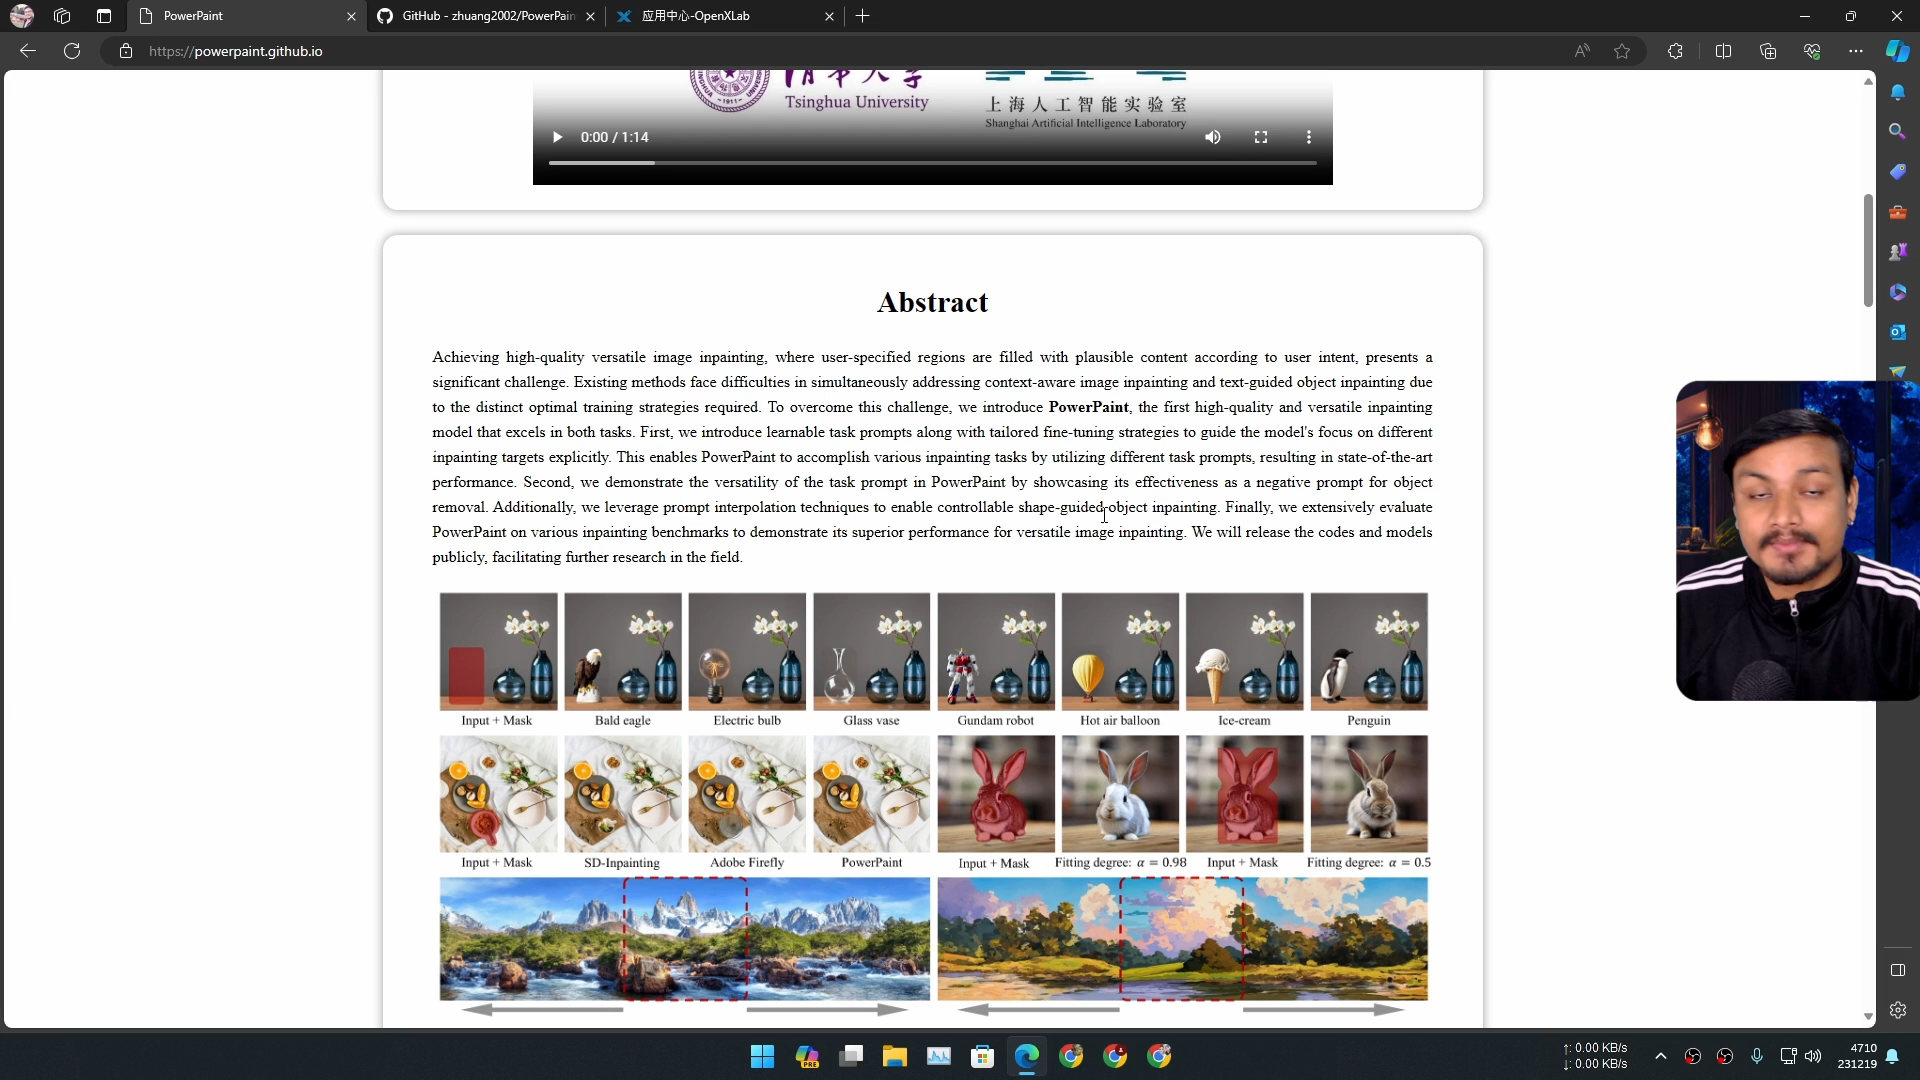 PowerPaint
GitHub - zhuang2002/PowerPain
应用中心-OpenXLab
https://powerpaint.github.io
清华大学
Tsinghua University
上海人工智能实验室
Shanghai Artificial Intelligence Laboratory
0:00 / 1:14
Abstract
Achieving high-quality versatile image inpainting, where user-specified regions are filled with plausible content according to user intent, presents a
significant challenge. Existing methods face difficulties in simultaneously addressing context-aware image inpainting and text-guided object inpainting due
to the distinct optimal training strategies required. To overcome this challenge, we introduce PowerPaint, the first high-quality and versatile inpainting
model that excels in both tasks. First, we introduce learnable task prompts along with tailored fine-tuning strategies to guide the model's focus on different
inpainting targets explicitly. This enables PowerPaint to accomplish various inpainting tasks by utilizing different task prompts, resulting in state-of-the-art
performance. Second, we demonstrate the versatility of the task prompt in PowerPaint by showcasing its effectiveness as a negative prompt for object
removal. Additionally, we leverage prompt interpolation techniques to enable controllable shape-guided object inpainting. Finally, we extensively evaluate
PowerPaint on various inpainting benchmarks to demonstrate its superior performance for versatile image inpainting. We will release the codes and models
publicly, facilitating further research in the field.
Input + Mask Bald eagle Electric bulb Glass vase Gundam robot Hot air balloon Ice-cream Penguin
Input + Mask SD-Inpainting Adobe Firefly PowerPaint Input + Mask Fitting degree: α = 0.98 Input + Mask Fitting degree: α = 0.5
PRE
↑: 0.00 KB/s
↓: 0.00 KB/s
4710
231219